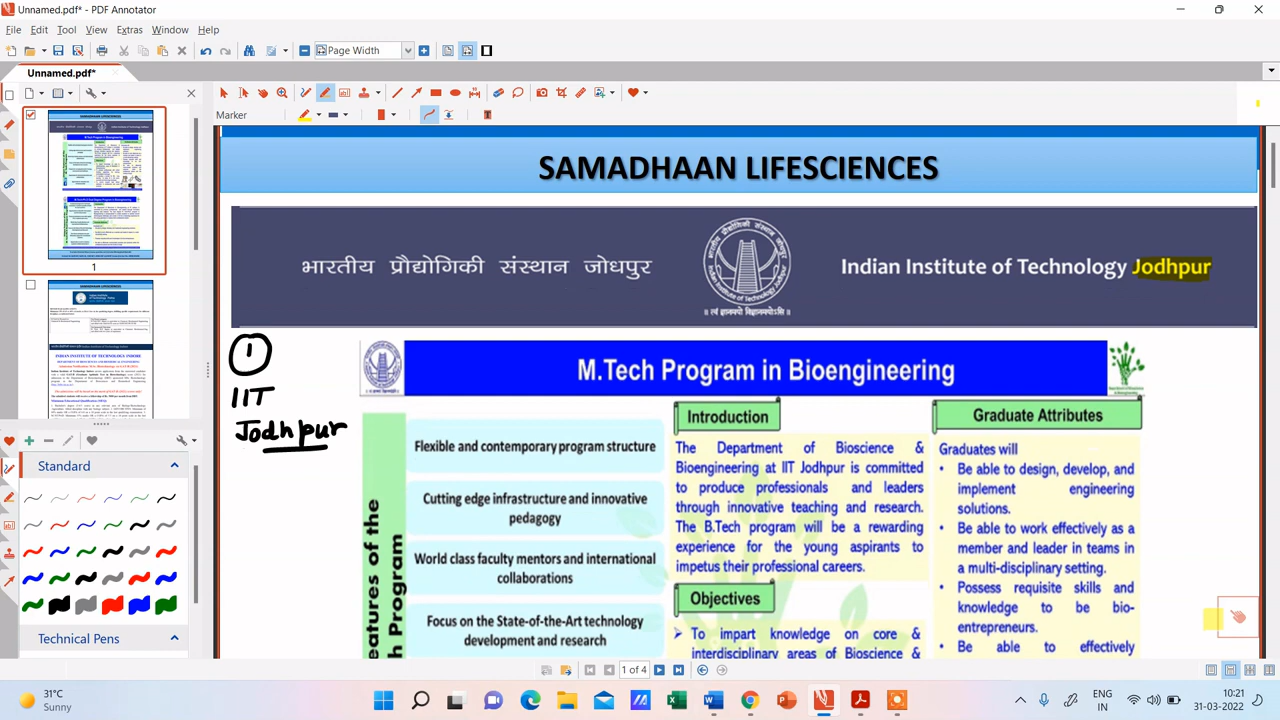 Unnamed.pdf* - PDF Annotator
File Edit Tool View Extras Window Help
Page Width
Unnamed.pdf*
Marker
SAMADHAAN LIFESCIENCES
भारतीय प्रौद्योगिकी संस्थान जोधपुर
Indian Institute of Technology Jodhpur
॥ त्वं ज्ञानमयो विज्ञानमयोऽसि ॥
1
IIT
Jodhpur
M.Tech Program in Bioengineering
eatures of the
h Program
Flexible and contemporary program structure
Cutting edge infrastructure and innovative
pedagogy
World class faculty mentors and international
collaborations
Focus on the State-of-the-Art technology
development and research
Introduction
The Department of Bioscience &
Bioengineering at IIT Jodhpur is committed
to produce professionals and leaders
through innovative teaching and research.
The B.Tech program will be a rewarding
experience for the young aspirants to
impetus their professional careers.
Objectives
➢ To impart knowledge on core &
interdisciplinary areas of Bioscience &
Graduate Attributes
Graduates will
• Be able to design, develop, and
implement engineering
solutions.
• Be able to work effectively as a
member and leader in teams in
a multi-disciplinary setting.
• Possess requisite skills and
knowledge to be bio-
entrepreneurs.
• Be able to effectively
1
Standard
Technical Pens
1 of 4
31°C
Sunny
ENG
IN
10:21
31-03-2022